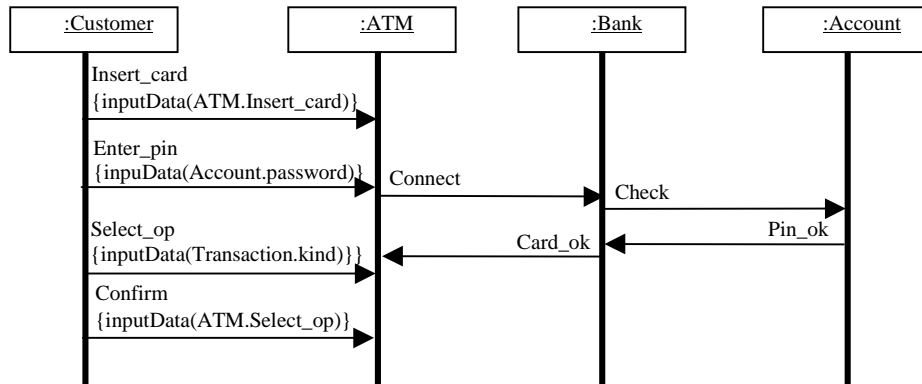 :Customer
:ATM
:Bank
:Account
Insert_card
{inputData(ATM.Insert_card)}
Enter_pin
{inpuData(Account.password)}
Connect
Check
Select_op
{inputData(Transaction.kind)}}
Card_ok
Pin_ok
Confirm
{inputData(ATM.Select_op)}